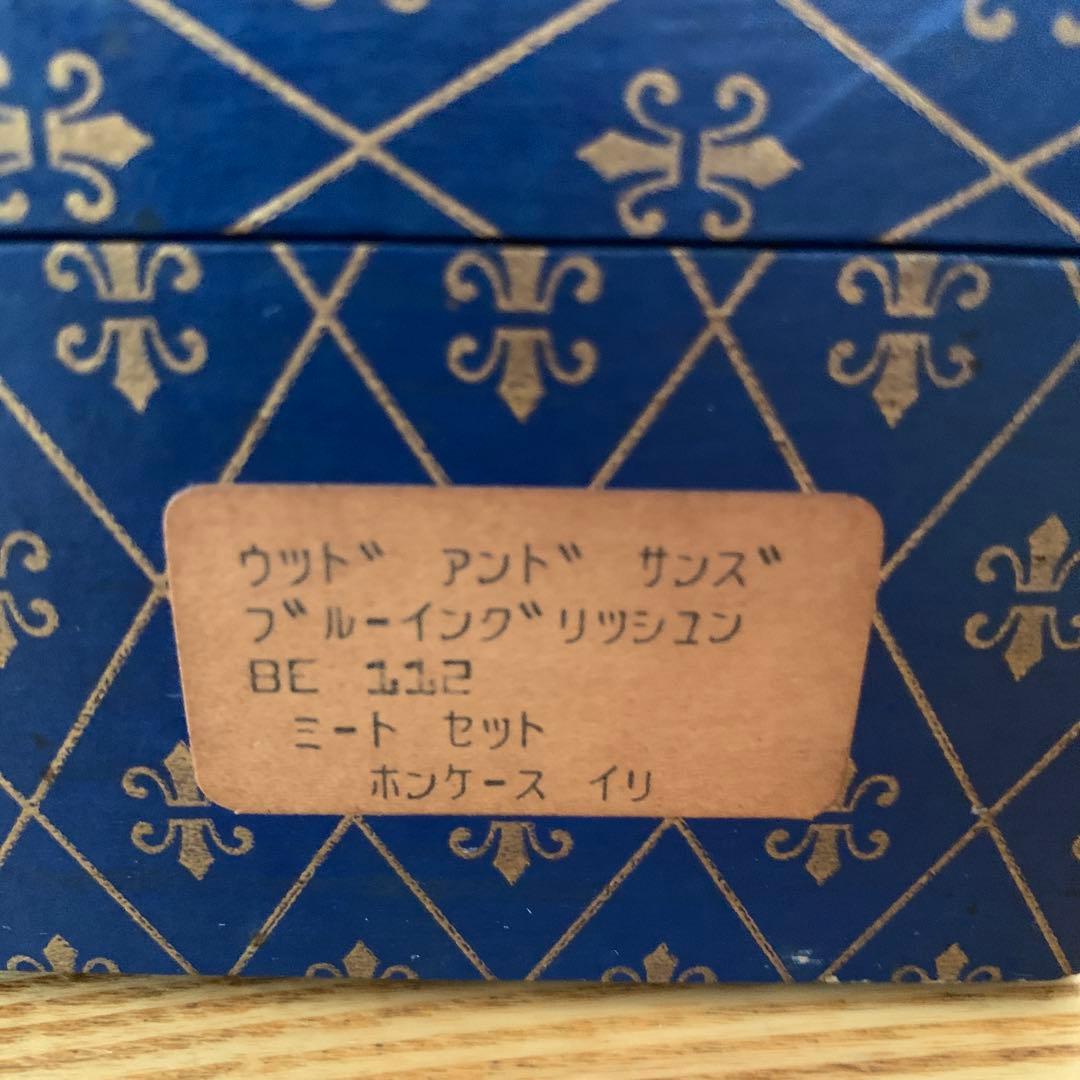 ウッド アンド サンズ
ブルーイングリッシュン
BE 112
ミート セット
ホンケース イリ